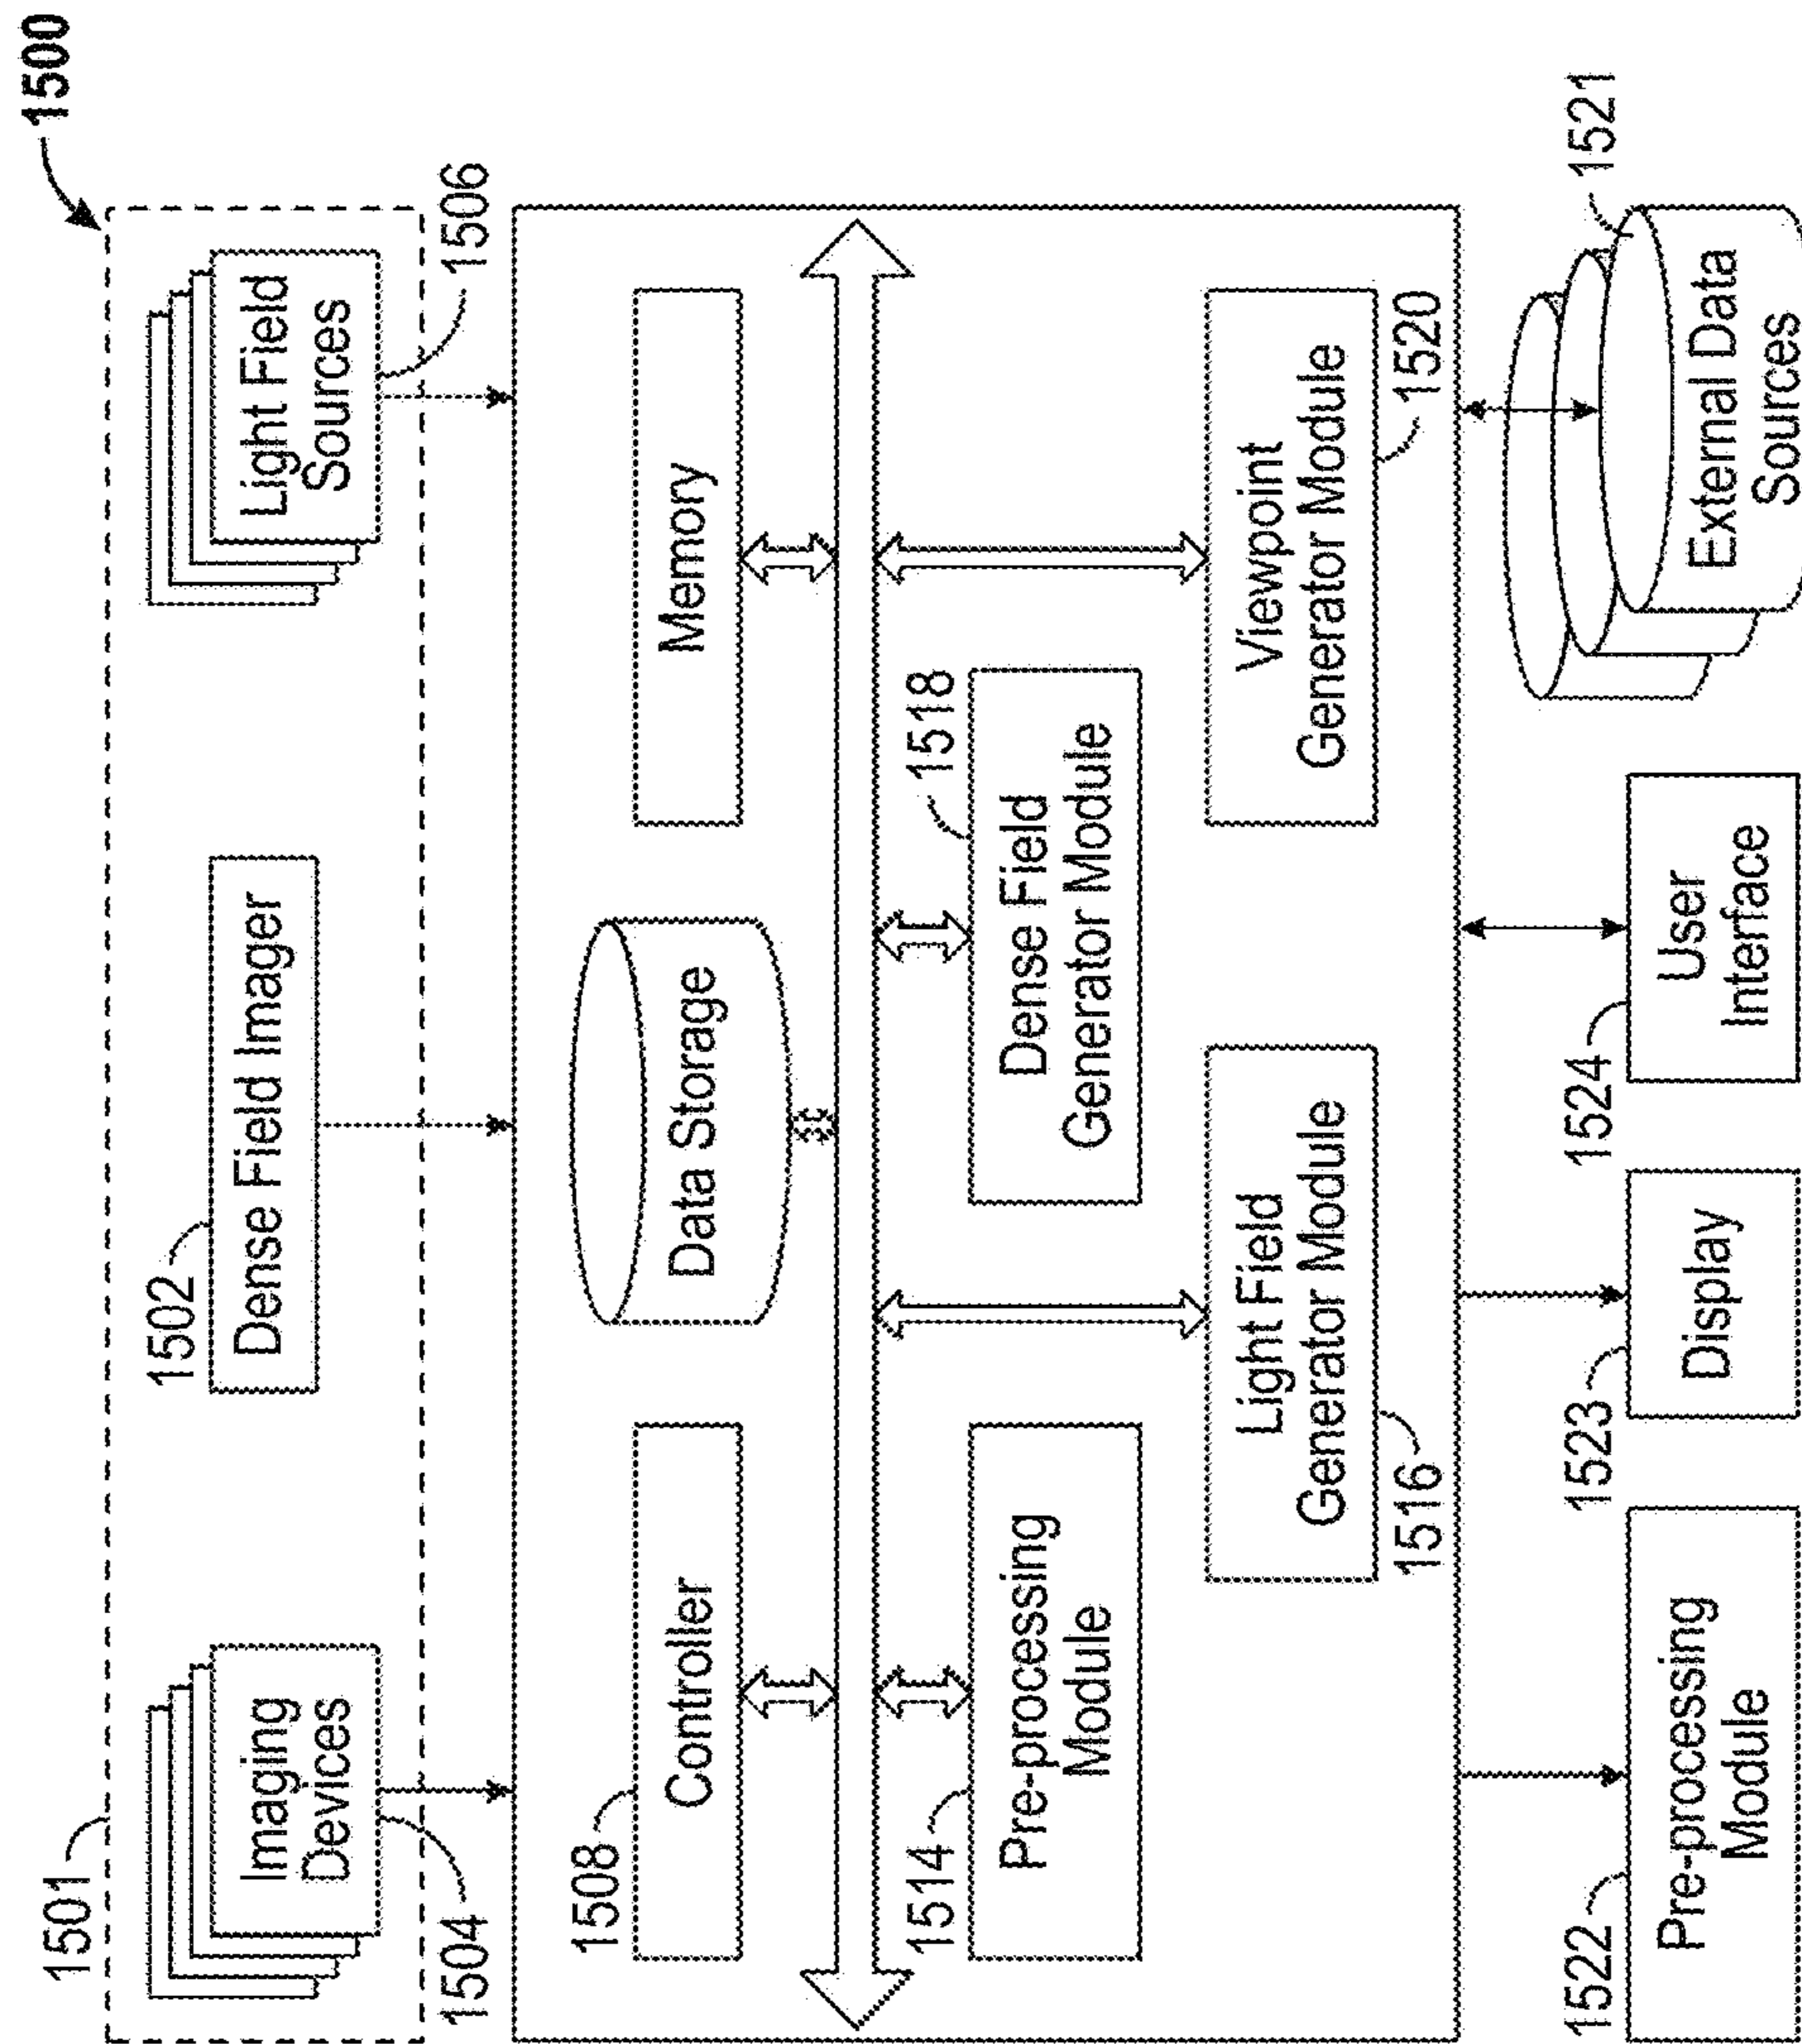 1500
1501
Imaging
Devices
1504
1502
Dense Field Imager
Light Field
Sources
1506
1508
Controller
Data Storage
Memory
1514
Pre-processing
Module
1518
Dense Field
Generator Module
Light Field
Generator Module
1516
Viewpoint
Generator Module
1520
1522
Pre-processing
Module
1523
Display
1524
User
Interface
1521
External Data
Sources